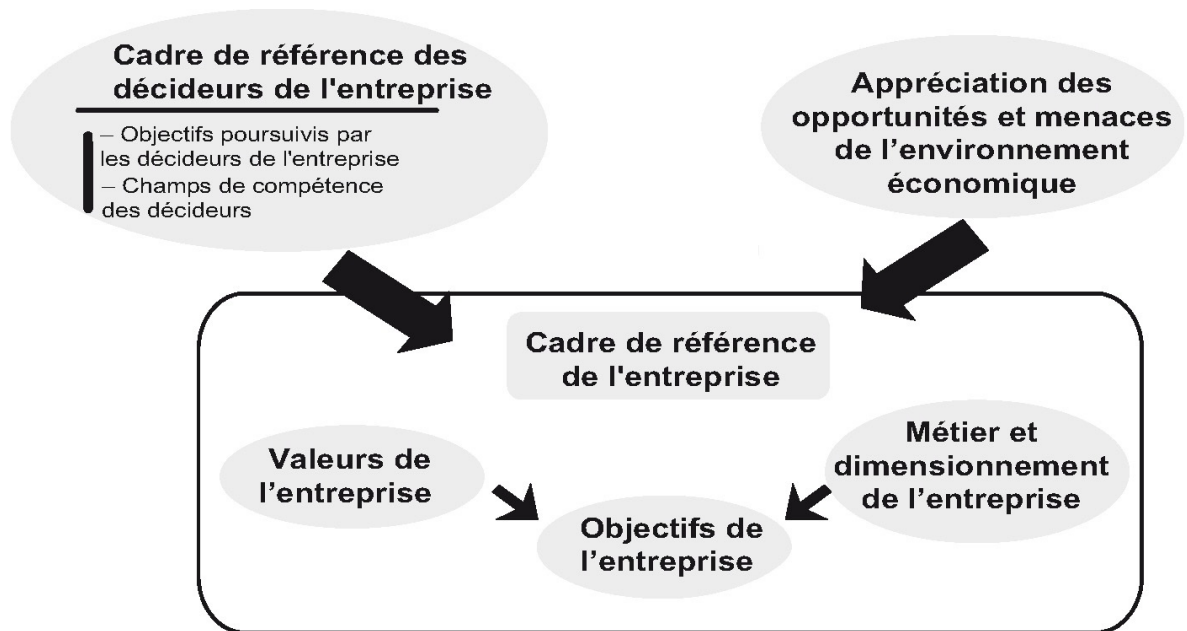 Cadre de référence des
décideurs de l'entreprise
– Objectifs poursuivis par
les décideurs de l'entreprise
– Champs de compétence
des décideurs
Appréciation des
opportunités et menaces
de l’environnement
économique
Cadre de référence
de l'entreprise
Valeurs de
l’entreprise
Métier et
dimensionnement
de l’entreprise
Objectifs de
l’entreprise